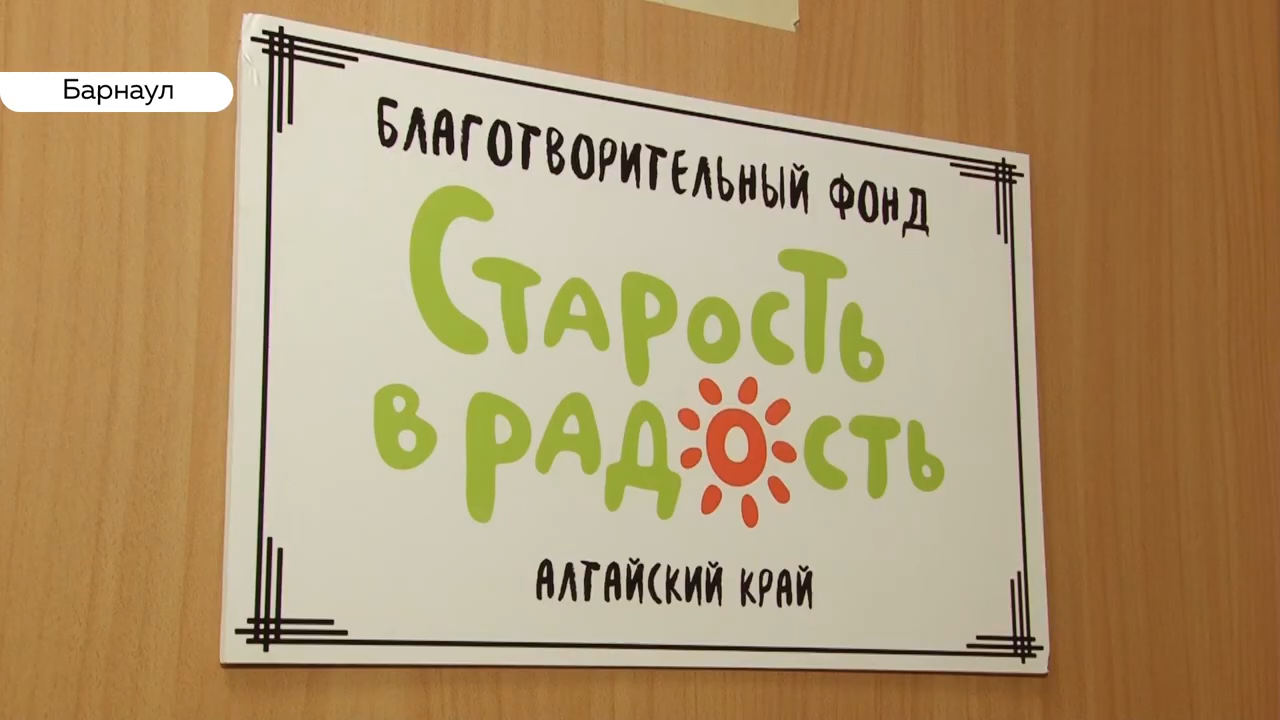 Барнаул
БЛАГОТВОРИТЕЛЬНЫЙ ФОНД
Старость
в радость
АЛТАЙСКИЙ КРАЙ